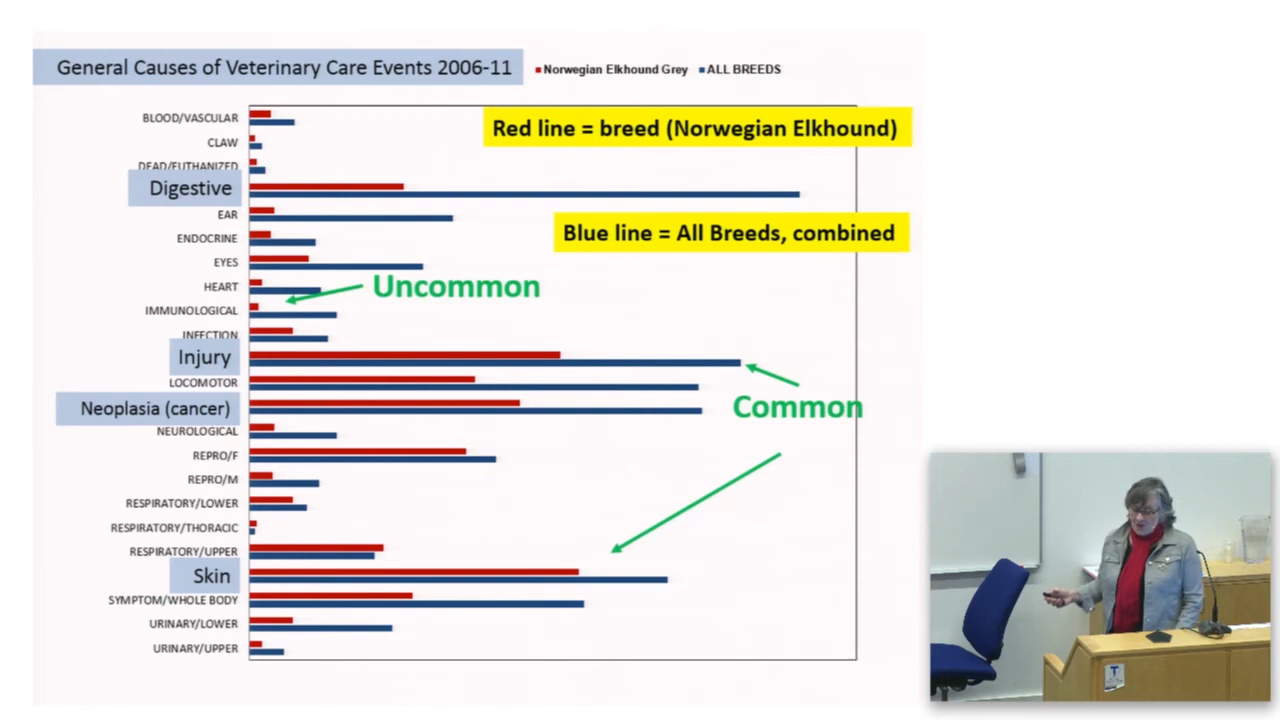 General Causes of Veterinary Care Events 2006-11
Norwegian Elkhound Grey ALL BREEDS
Red line = breed (Norwegian Elkhound)
Blue line = All Breeds, combined
BLOOD/VASCULAR
CLAW
DEAD/EUTHANIZED
Digestive
EAR
ENDOCRINE
EYES
HEART
Uncommon
IMMUNOLOGICAL
INFECTION
Injury
LOCOMOTOR
Neoplasia (cancer)
Common
NEUROLOGICAL
REPRO/F
REPRO/M
RESPIRATORY/LOWER
RESPIRATORY/THORACIC
RESPIRATORY/UPPER
Skin
SYMPTOM/WHOLE BODY
URINARY/LOWER
URINARY/UPPER